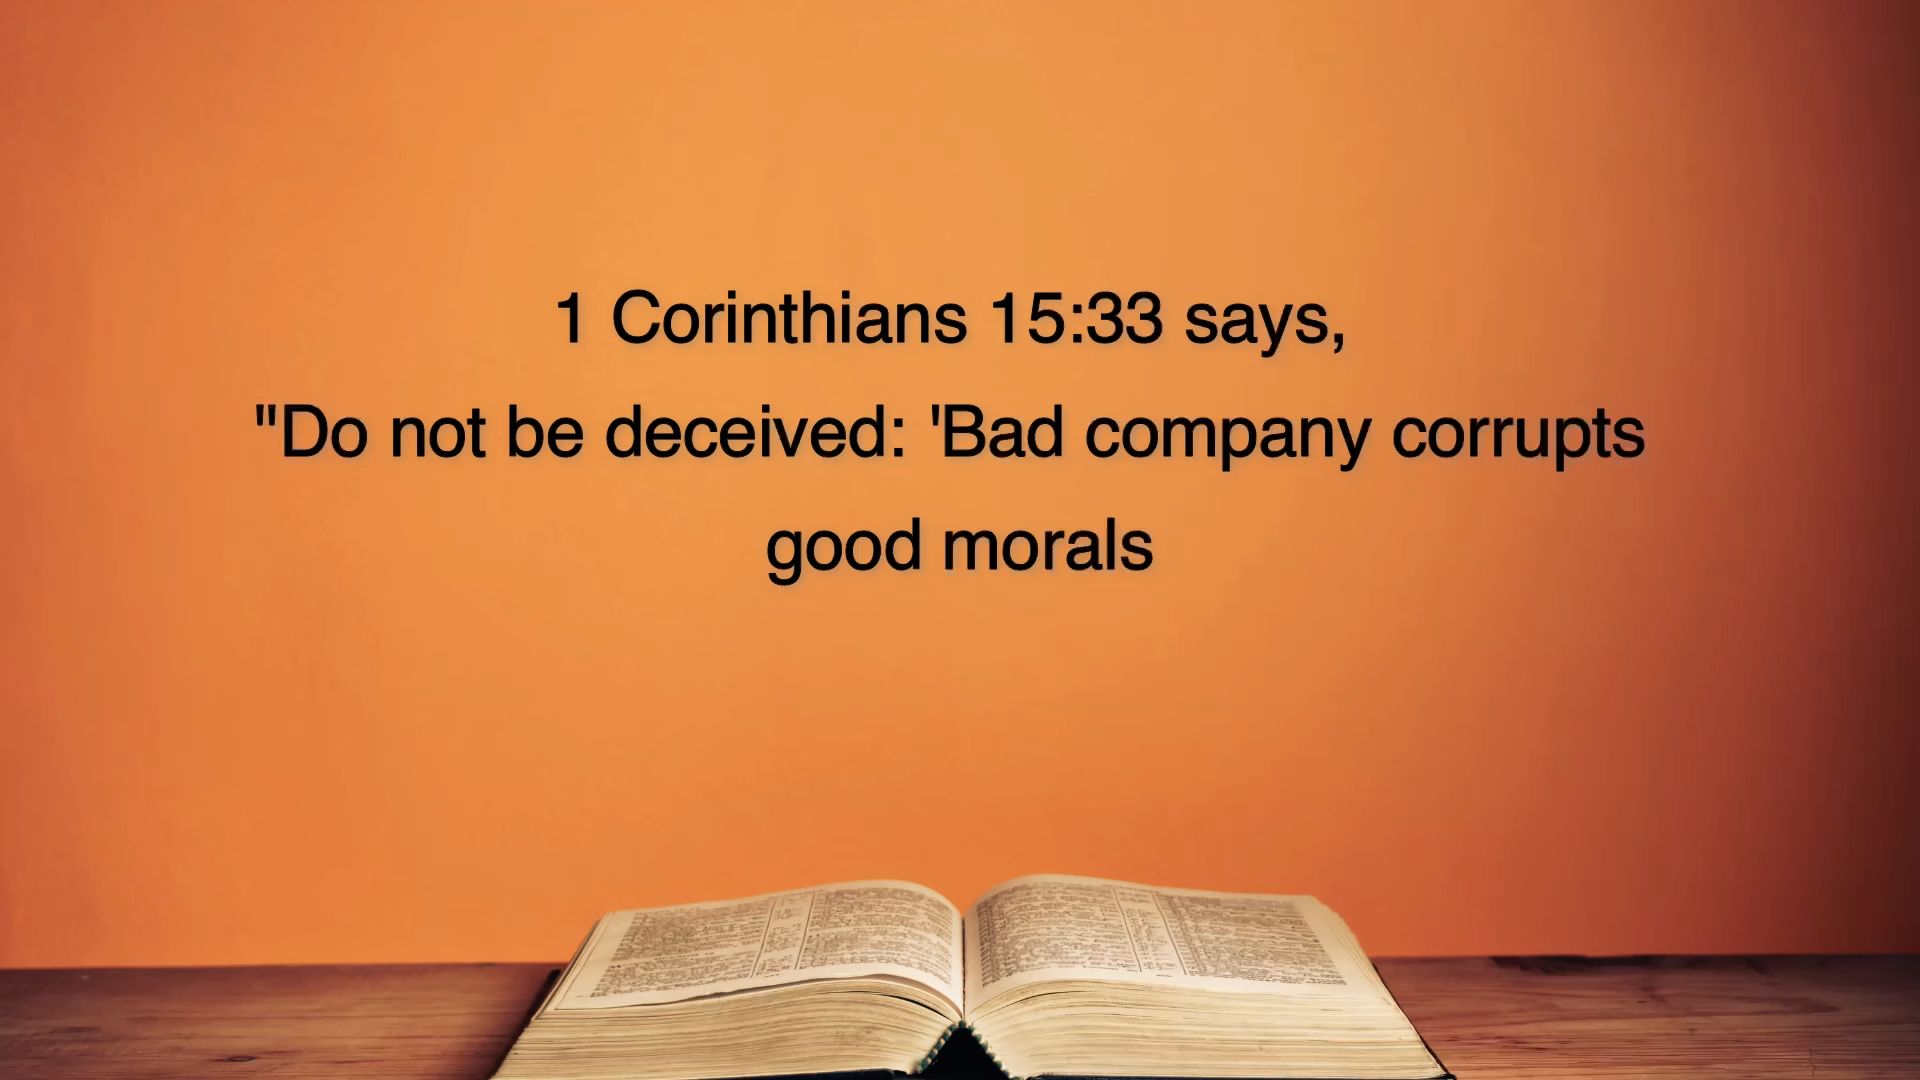 1 Corinthians 15:33 says,
"Do not be deceived: 'Bad company corrupts
good morals